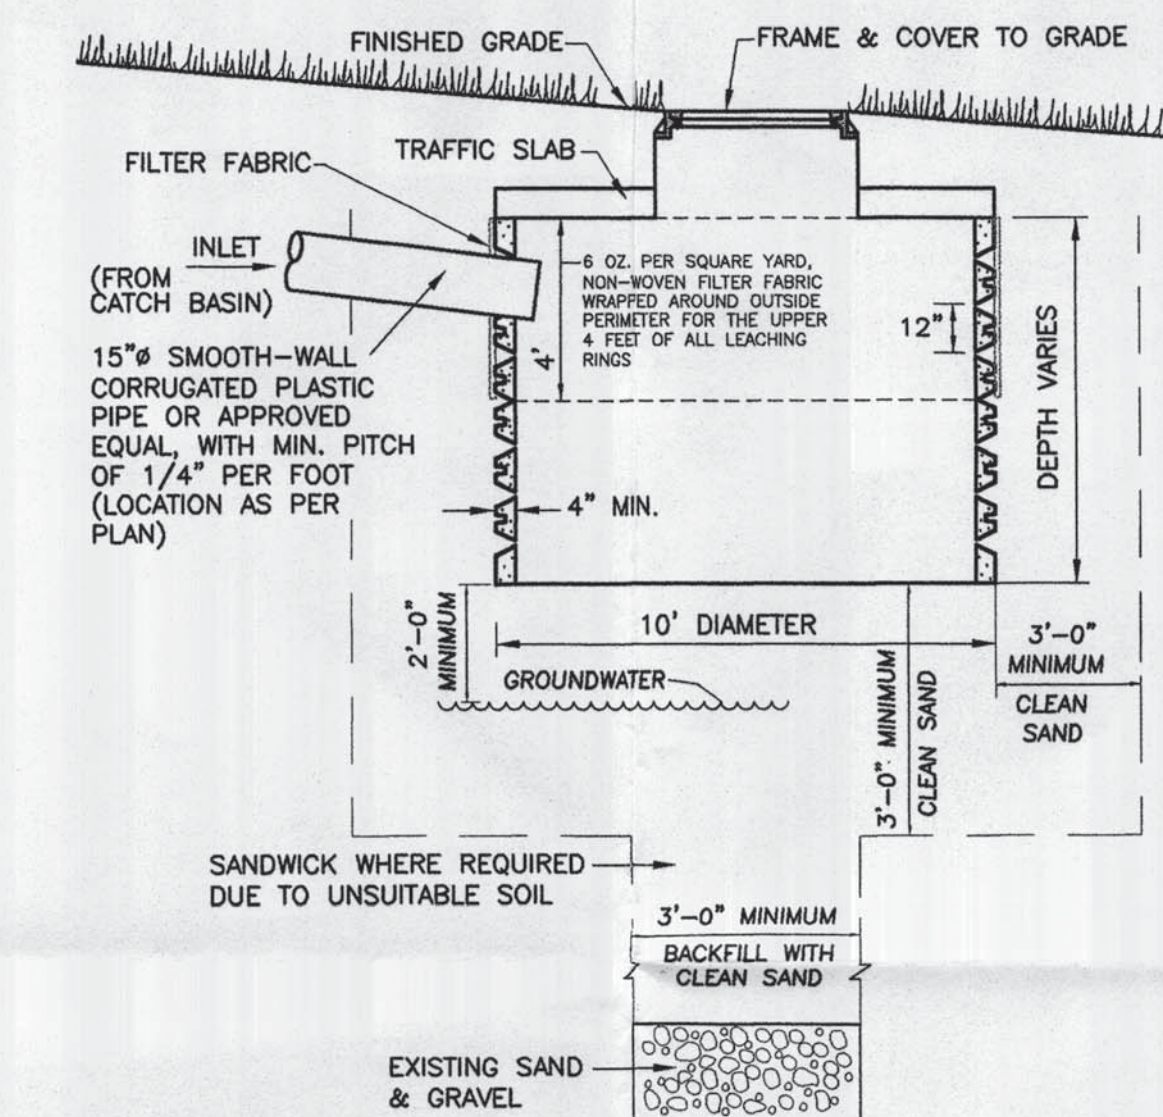 FINISHED GRADE
FRAME & COVER TO GRADE
TRAFFIC SLAB
FILTER FABRIC
INLET
(FROM
CATCH BASIN)
6 OZ. PER SQUARE YARD,
NON-WOVEN FILTER FABRIC
WRAPPED AROUND OUTSIDE
PERIMETER FOR THE UPPER
4 FEET OF ALL LEACHING
RINGS
4'
12"
DEPTH VARIES
15"ø SMOOTH-WALL
CORRUGATED PLASTIC
PIPE OR APPROVED
EQUAL, WITH MIN. PITCH
OF 1/4" PER FOOT
(LOCATION AS PER
PLAN)
4" MIN.
2'-0"
MINIMUM
10' DIAMETER
GROUNDWATER
3'-0" MINIMUM
CLEAN SAND
3'-0"
MINIMUM
CLEAN
SAND
SANDWICK WHERE REQUIRED
DUE TO UNSUITABLE SOIL
3'-0" MINIMUM
BACKFILL WITH
CLEAN SAND
EXISTING SAND
& GRAVEL